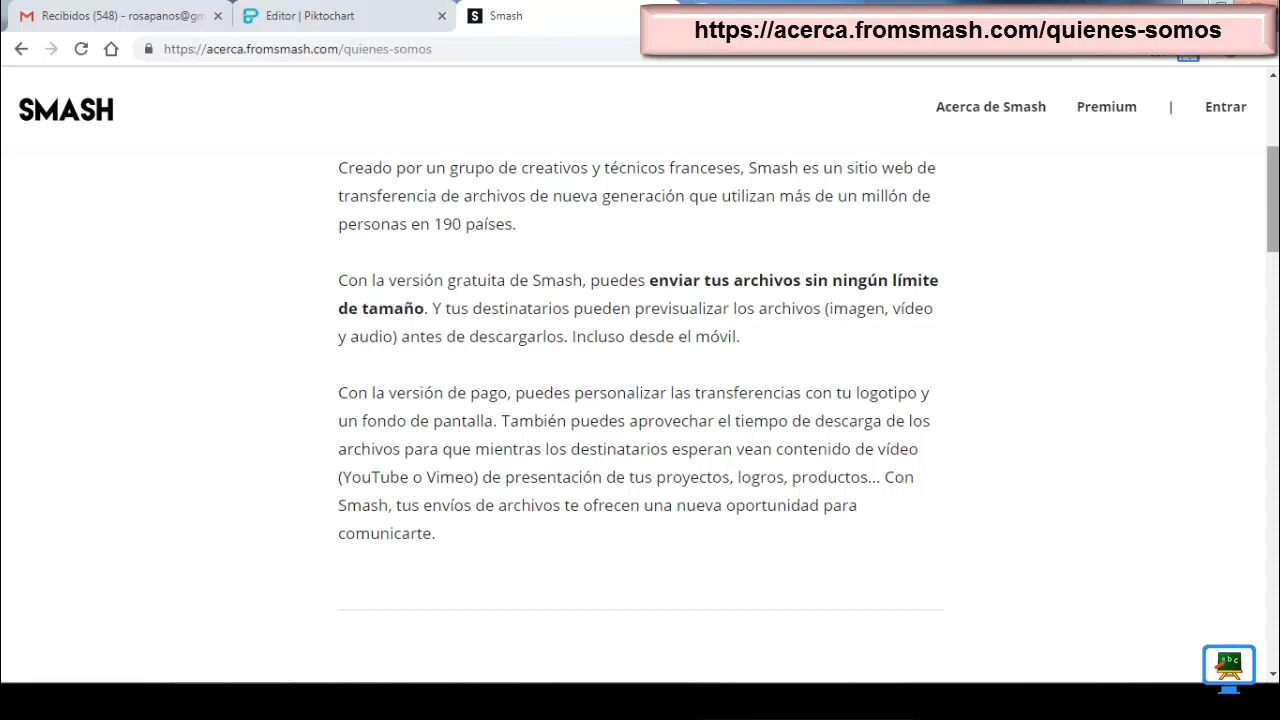 Recibidos (548) - rosapanos@gm
Editor | Piktochart
Smash
https://acerca.fromsmash.com/quienes-somos
https://acerca.fromsmash.com/quienes-somos
SMASH
Acerca de Smash
Premium
|
Entrar
Creado por un grupo de creativos y técnicos franceses, Smash es un sitio web de
transferencia de archivos de nueva generación que utilizan más de un millón de
personas en 190 países.
Con la versión gratuita de Smash, puedes enviar tus archivos sin ningún límite
de tamaño. Y tus destinatarios pueden previsualizar los archivos (imagen, vídeo
y audio) antes de descargarlos. Incluso desde el móvil.
Con la versión de pago, puedes personalizar las transferencias con tu logotipo y
un fondo de pantalla. También puedes aprovechar el tiempo de descarga de los
archivos para que mientras los destinatarios esperan vean contenido de vídeo
(YouTube o Vimeo) de presentación de tus proyectos, logros, productos... Con
Smash, tus envíos de archivos te ofrecen una nueva oportunidad para
comunicarte.
abc